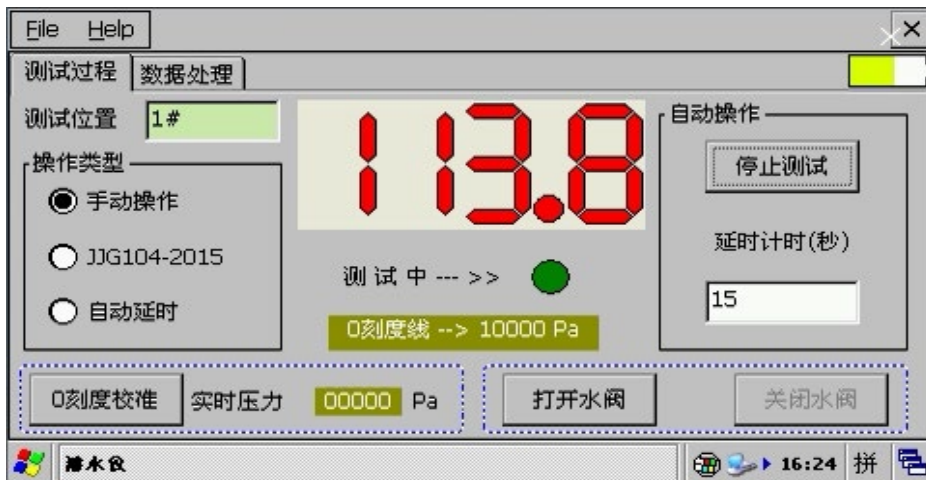 File Help
测试过程 数据处理
测试位置 1#
113.8
自动操作
操作类型
停止测试
手动操作
JJG104-2015
延时计时(秒)
测试中 --- >>
自动延时
15
0刻度线 --> 10000 Pa
0刻度校准 实时压力 00000 Pa 打开水阀 关闭水阀
16:24 拼